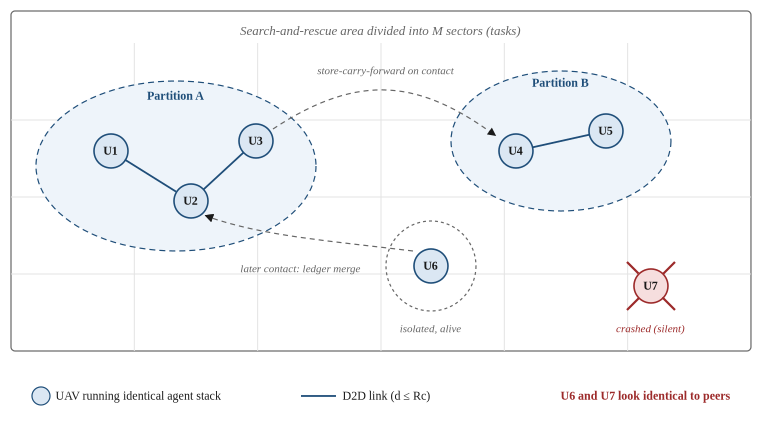 Search-and-rescue area divided into M sectors (tasks)
store-carry-forward on contact
Partition A
Partition B
U1
U3
U4
U5
U2
later contact: ledger merge
U6
U7
isolated, alive
crashed (silent)
UAV running identical agent stack
D2D link (d ≤ Rc)
U6 and U7 look identical to peers